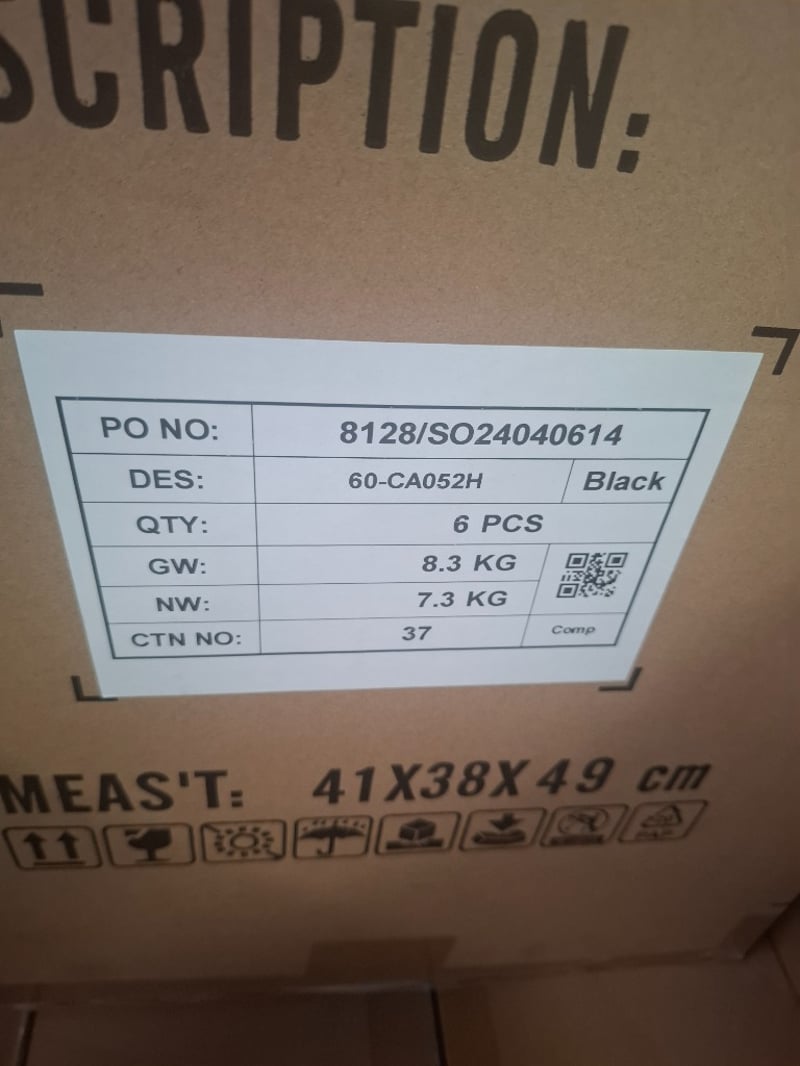 SCRIPTION:
PO NO: 8128/SO24040614
DES: 60-CA052H Black
QTY: 6 PCS
GW: 8.3 KG
NW: 7.3 KG
CTN NO: 37 Comp
MEAS'T: 41X38X49 cm